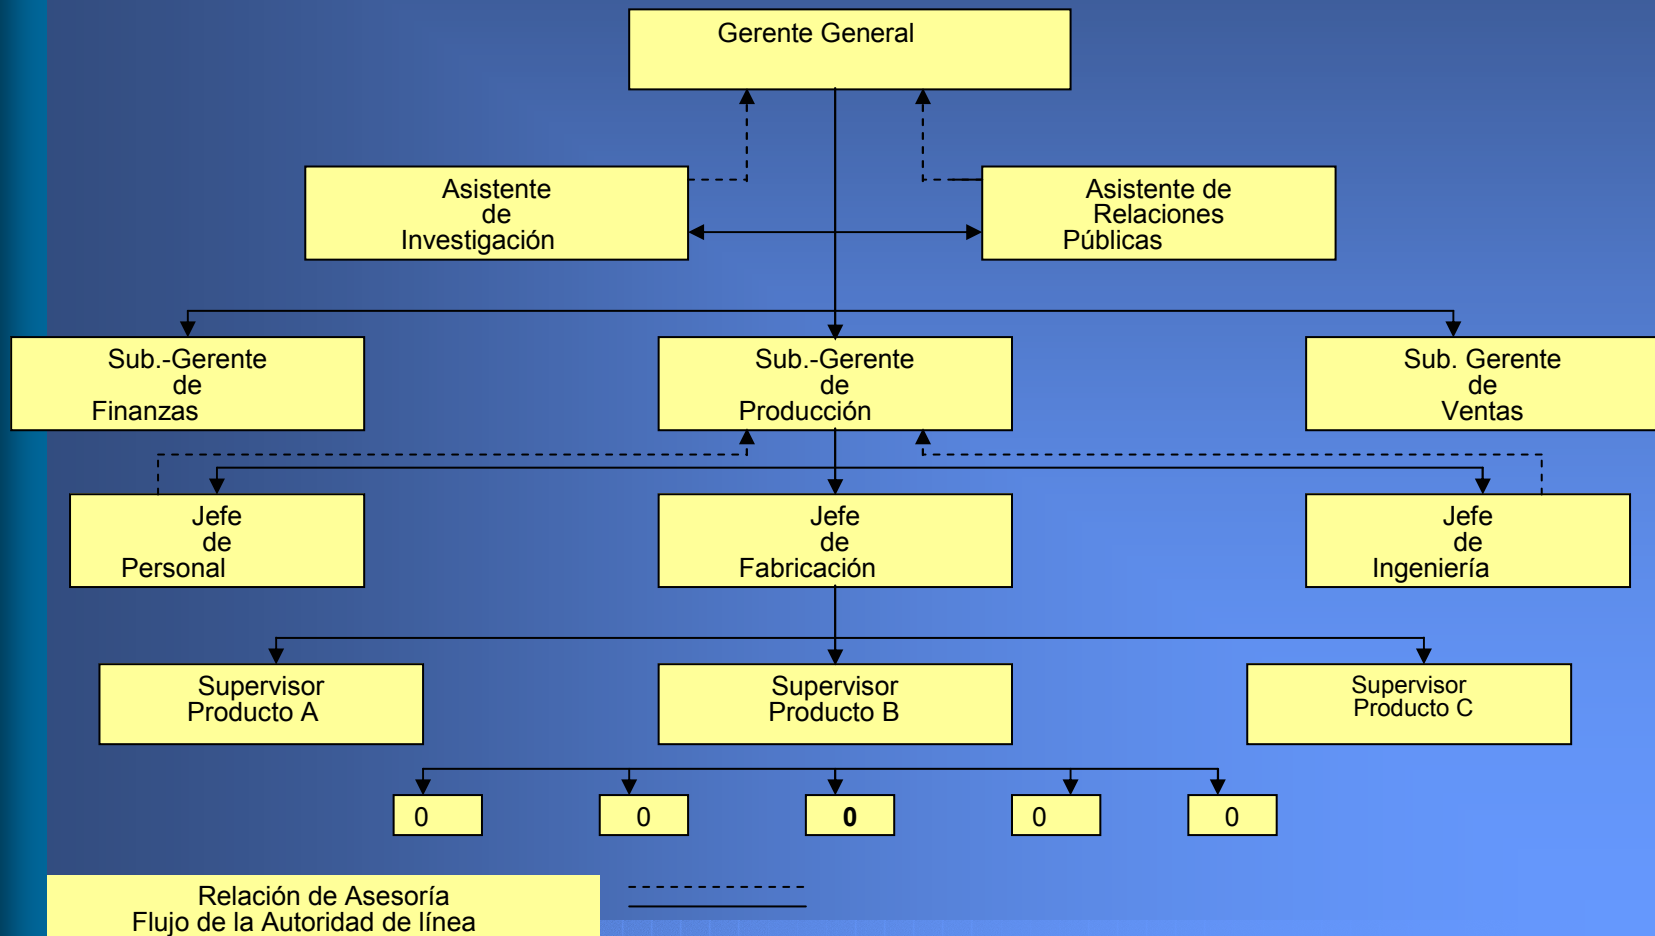 Gerente General
Asistente
de
Investigación
Asistente de
Relaciones
Públicas
Sub.-Gerente
de
Finanzas
Sub.-Gerente
de
Producción
Sub. Gerente
de
Ventas
Jefe
de
Personal
Jefe
de
Fabricación
Jefe
de
Ingeniería
Supervisor
Producto A
Supervisor
Producto B
Supervisor
Producto C
0
0
0
0
0
Relación de Asesoría
Flujo de la Autoridad de línea